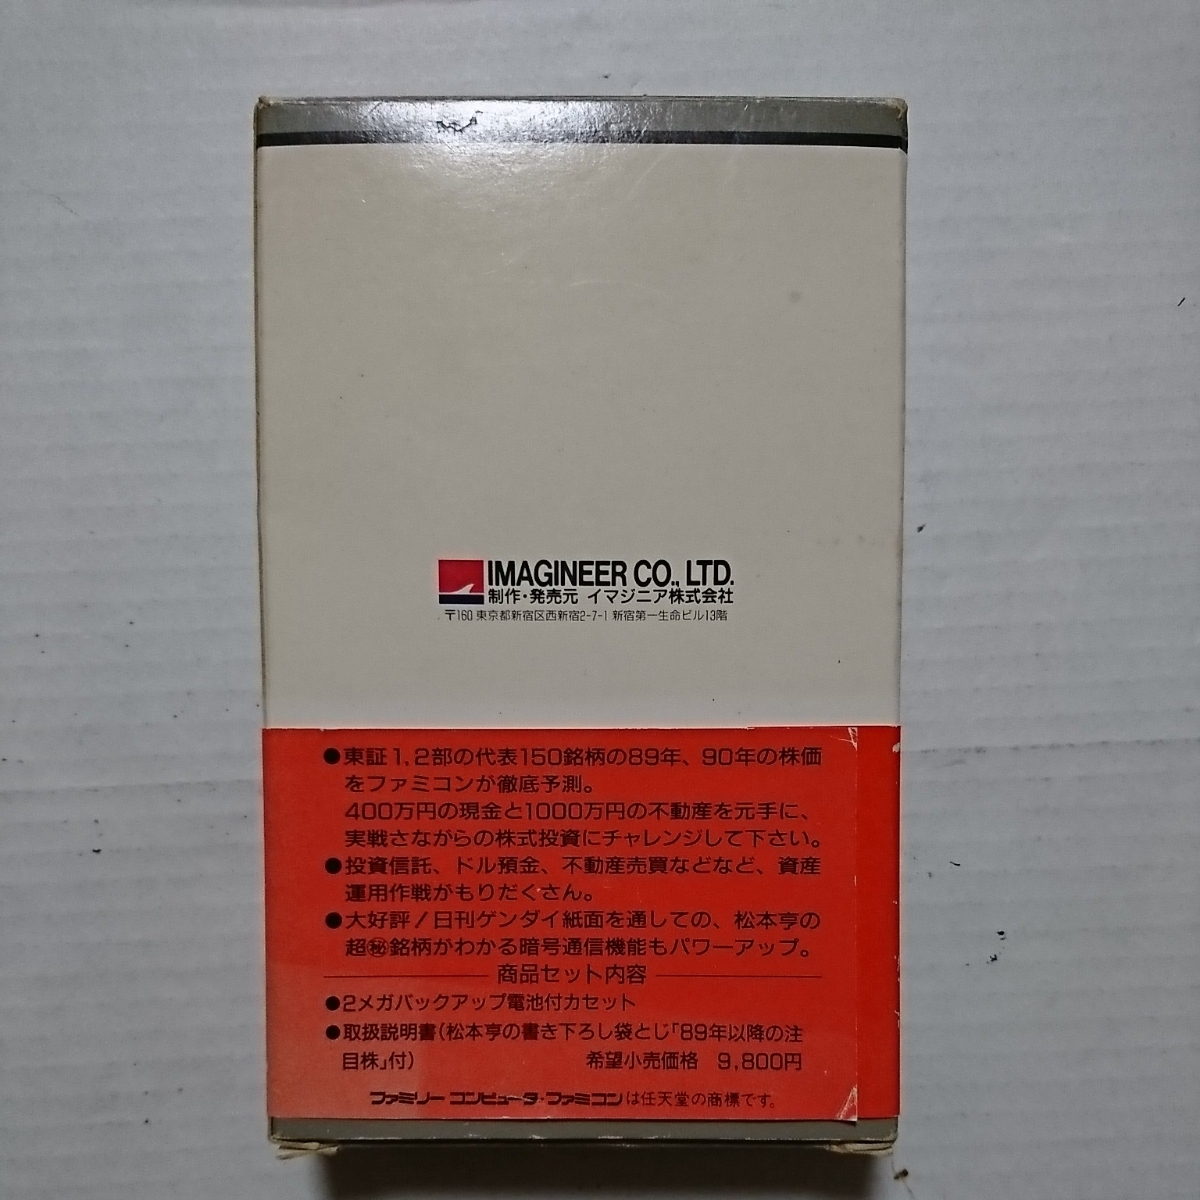 IMAGINEER CO., LTD.
制作・発売元 イマジニア株式会社
〒160 東京都新宿区西新宿2-7-1 新宿第一生命ビル13階
●東証1、2部の代表150銘柄の89年、90年の株価
をファミコンが徹底予測。
400万円の現金と1000万円の不動産を元手に、
実戦さながらの株式投資にチャレンジして下さい。
●投資信託、ドル預金、不動産売買などなど、資産
運用作戦がもりだくさん。
●大好評！日刊ゲンダイ紙面を通しての、松本亨の
超㊙銘柄がわかる暗号通信機能もパワーアップ。
商品セット内容
●2メガバックアップ電池付カセット
●取扱説明書(松本亨の書き下ろし袋とじ「89年以降の注
目株」付) 希望小売価格 9,800円
ファミリーコンピュータ・ファミコンは任天堂の商標です。